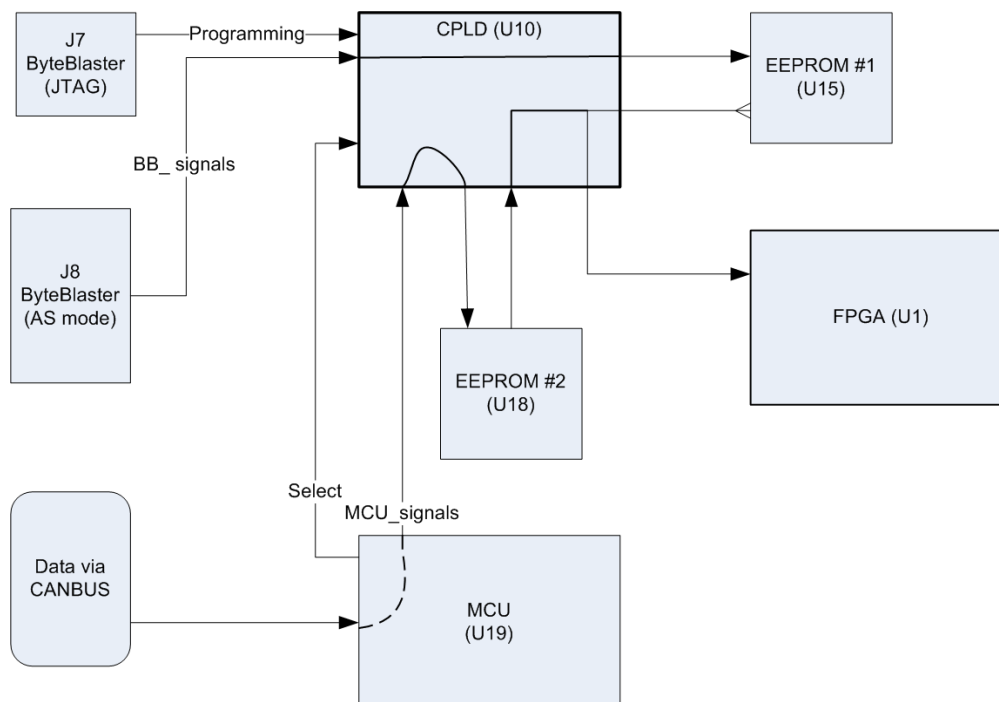 J7
ByteBlaster
(JTAG)
Programming
CPLD (U10)
EEPROM #1
(U15)
BB_ signals
J8
ByteBlaster
(AS mode)
FPGA (U1)
EEPROM #2
(U18)
Select
MCU_signals
Data via
CANBUS
MCU
(U19)